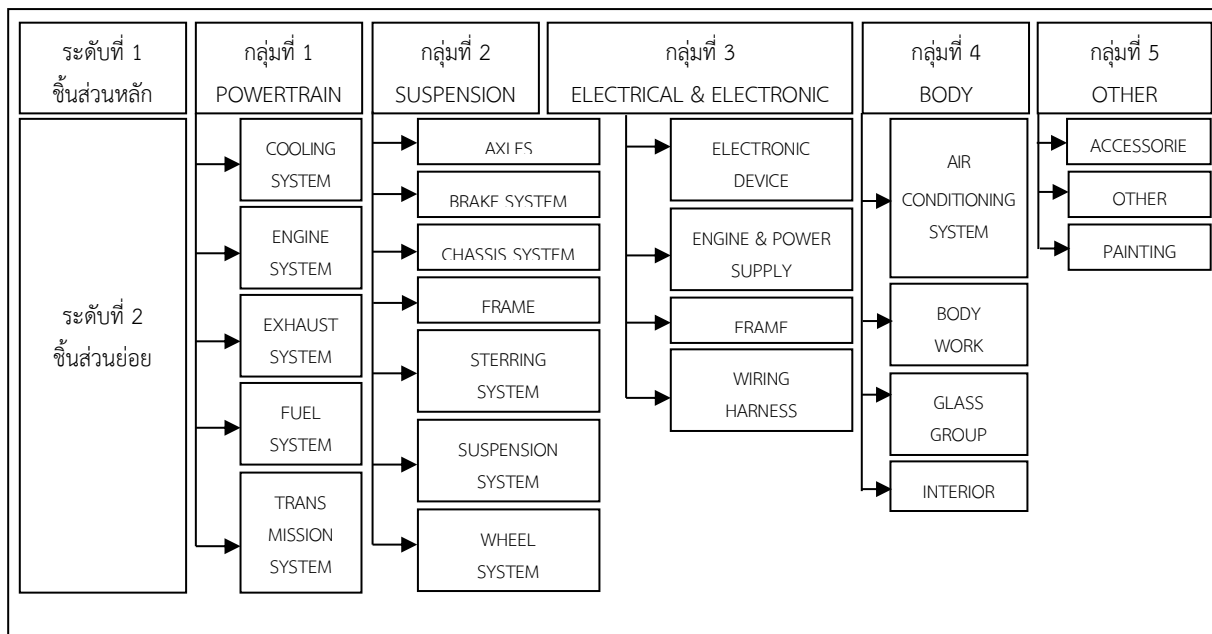 ระดับที่ 1
ชิ้นส่วนหลัก
กลุ่มที่ 1
POWERTRAIN
กลุ่มที่ 2
SUSPENSION
กลุ่มที่ 3
ELECTRICAL & ELECTRONIC
กลุ่มที่ 4
BODY
กลุ่มที่ 5
OTHER
ระดับที่ 2
ชิ้นส่วนย่อย
COOLING
SYSTEM
ENGINE
SYSTEM
EXHAUST
SYSTEM
FUEL
SYSTEM
TRANS
MISSION
SYSTEM
AXLES
BRAKE SYSTEM
CHASSIS SYSTEM
FRAME
STERRING
SYSTEM
SUSPENSION
SYSTEM
WHEEL
SYSTEM
ELECTRONIC
DEVICE
ENGINE & POWER
SUPPLY
FRAME
WIRING
HARNESS
AIR
CONDITIONING
SYSTEM
BODY
WORK
GLASS
GROUP
INTERIOR
ACCESSORIE
OTHER
PAINTING